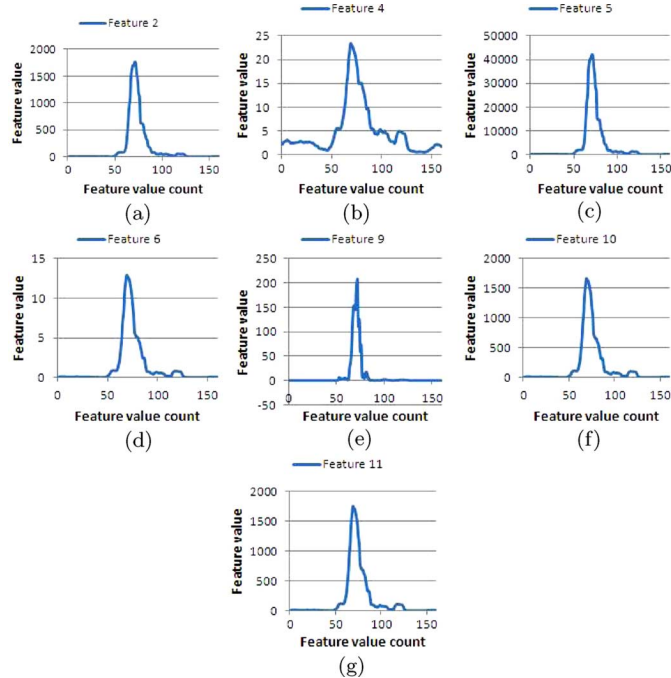 Feature 2
Feature value
2000
1500
1000
500
0
0 50 100 150
Feature value count
(a)
Feature 4
Feature value
25
20
15
10
5
0
0 50 100 150
Feature value count
(b)
Feature 5
Feature value
50000
40000
30000
20000
10000
0
0 50 100 150
Feature value count
(c)
Feature 6
Feature value
15
10
5
0
0 50 100 150
Feature value count
(d)
Feature 9
Feature value
250
200
150
100
50
0
-50
0 50 100 150
Feature value count
(e)
Feature 10
Feature value
2000
1500
1000
500
0
0 50 100 150
Feature value count
(f)
Feature 11
Feature value
2000
1500
1000
500
0
0 50 100 150
Feature value count
(g)